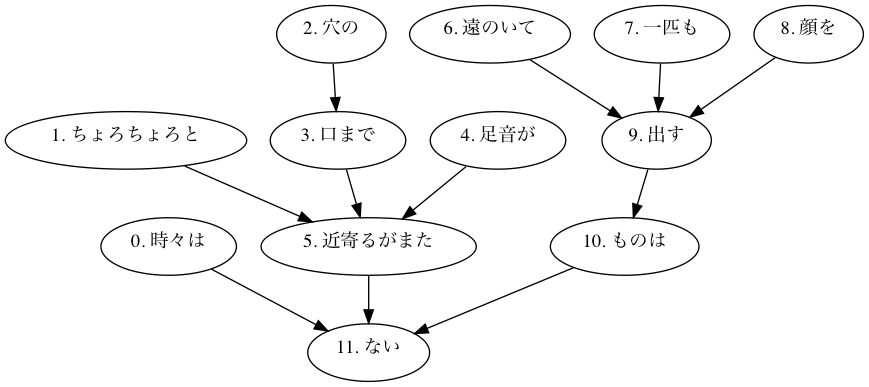 2. 穴の
6. 遠のいて
7. 一匹も
8. 顔を
1. ちょろちょろと
3. 口まで
4. 足音が
9. 出す
0. 時々は
5. 近寄るがまた
10. ものは
11. ない